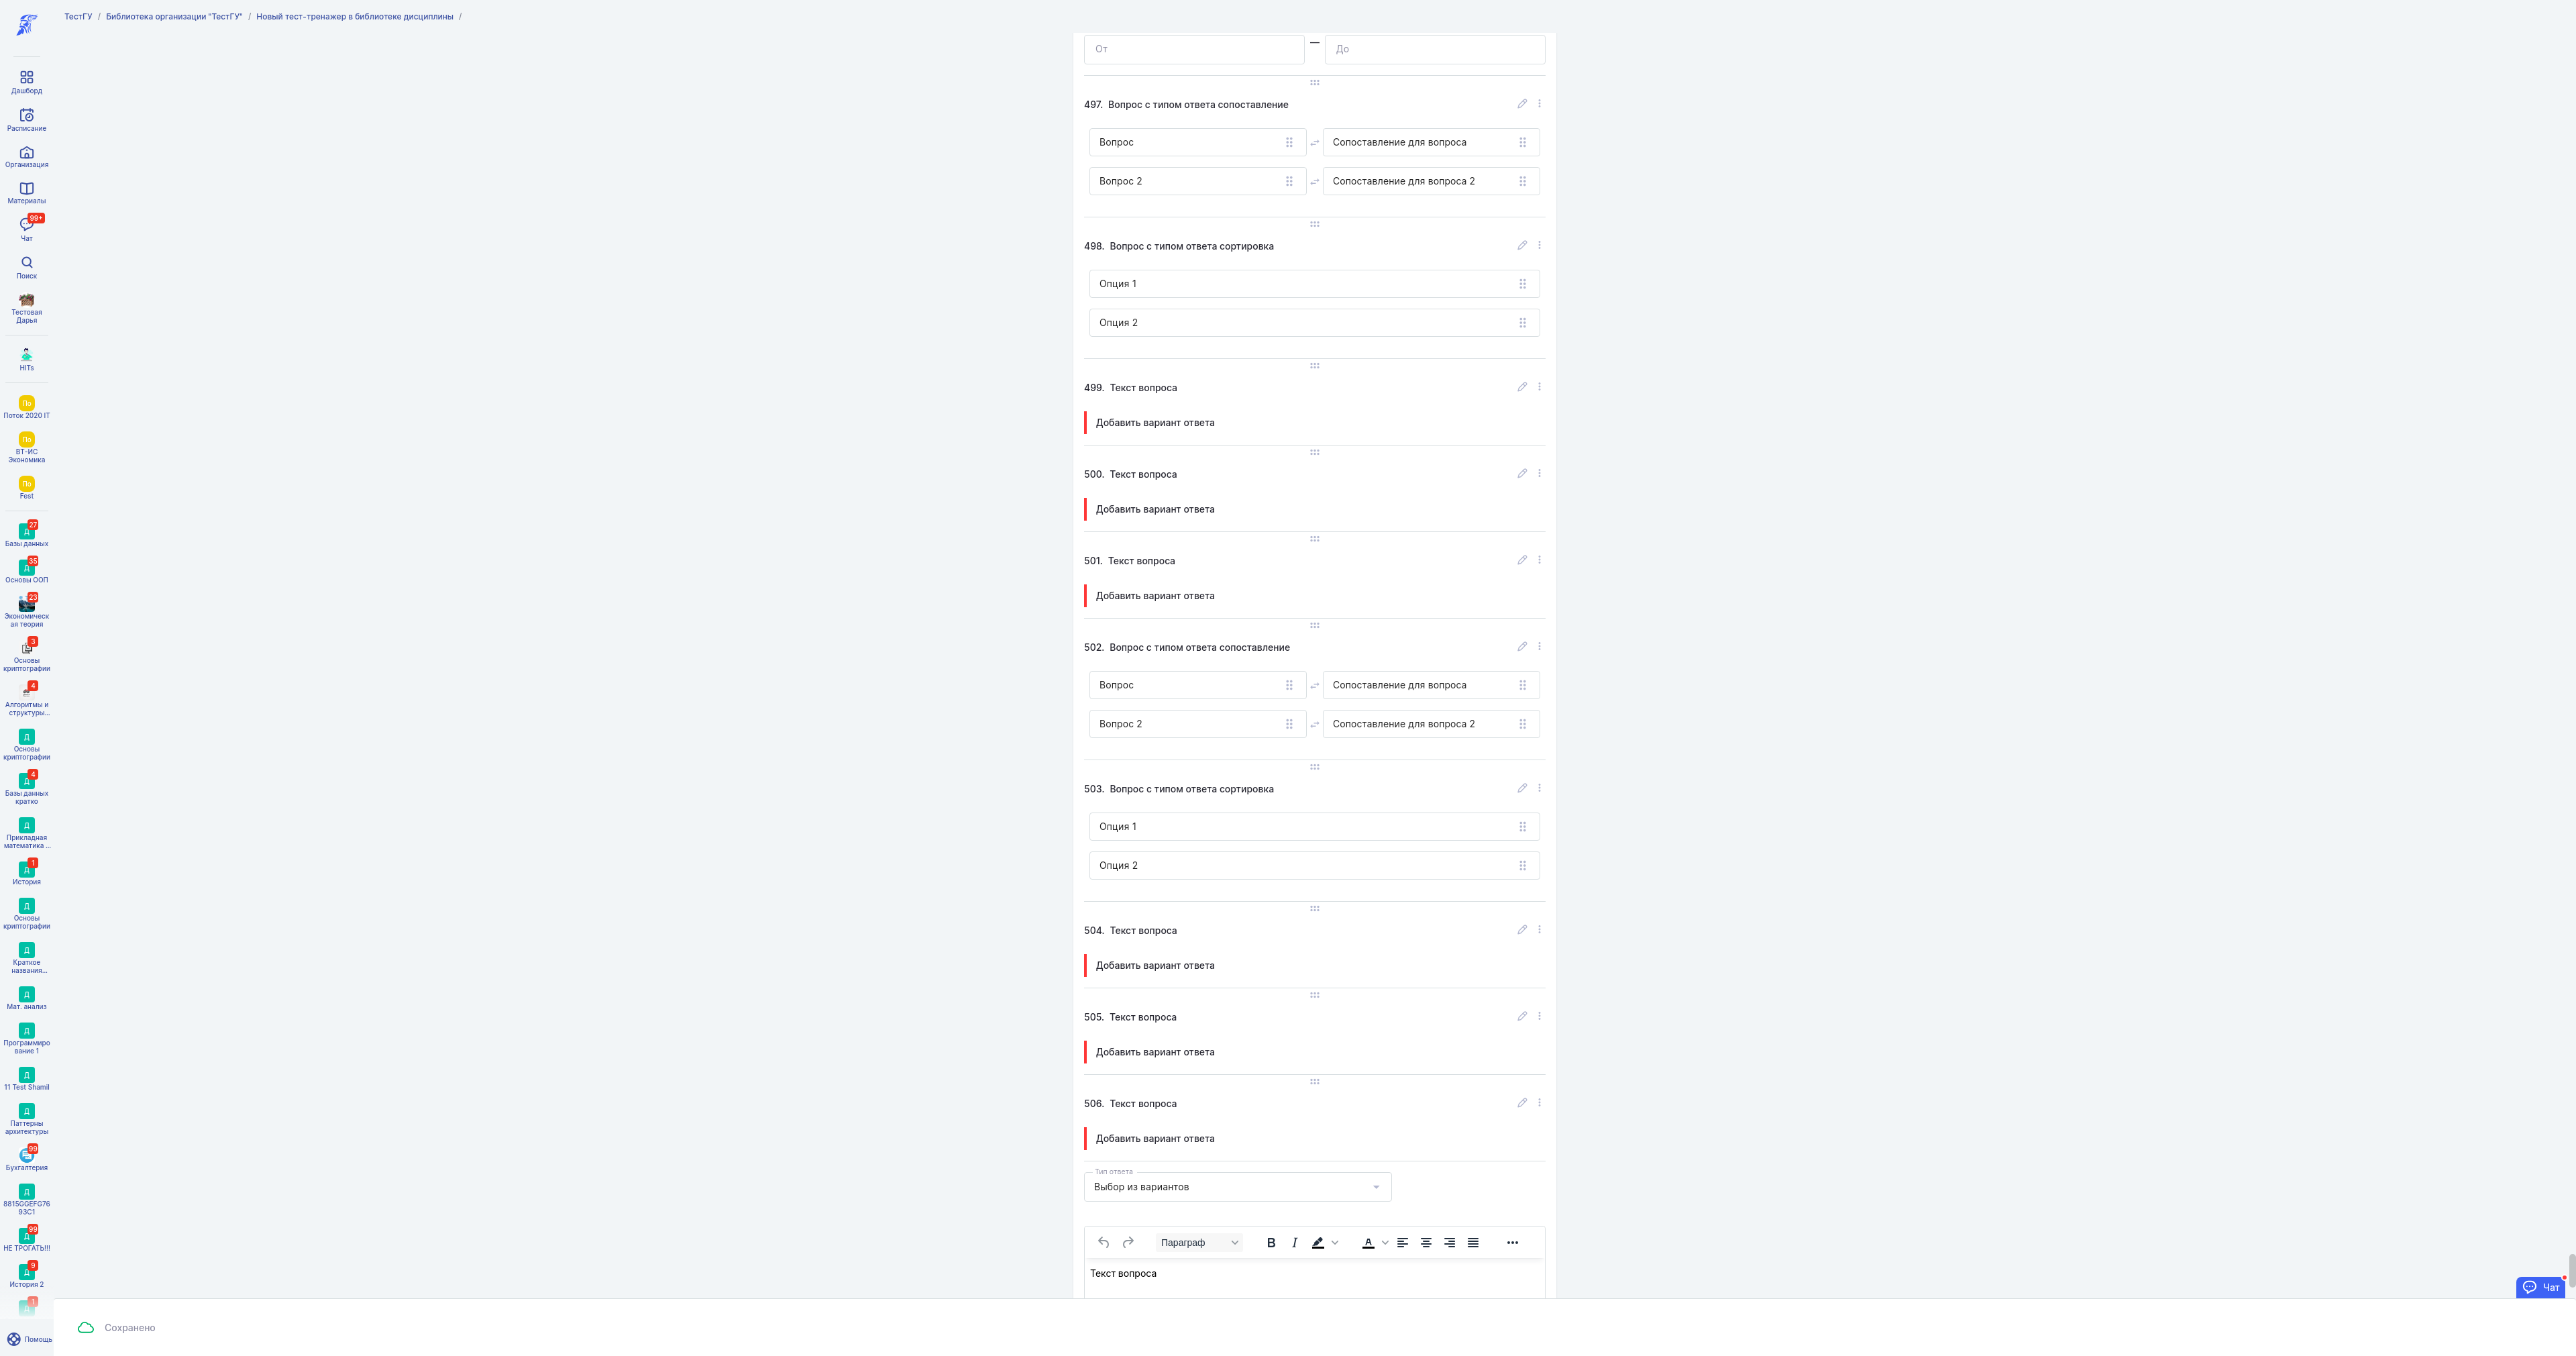 ТестГУ / Библиотека организации "ТестГУ" / Новый тест-тренажер в библиотеке дисциплины /
Дашборд
Расписание
Организация
Материалы
99+
Чат
Поиск
Тестовая
Дарья
HITs
По
Поток 2020 IT
По
ВТ-ИС
Экономика
По
Fest
27
Д
Базы данных
35
Д
Основы ООП
23
Экономическ
ая теория
3
Основы
криптографии
4
Алгоритмы и
структуры...
Д
Основы
криптографии
4
Д
Базы данных
кратко
Д
Прикладная
математика ...
1
Д
История
Д
Основы
криптографии
Д
Краткое
названия...
Д
Мат. анализ
Д
Программиро
вание 1
Д
11 Test Shamil
Д
Паттерны
архитектуры
99
Бухгалтерия
Д
8815GGEFG76
93C1
99
Д
НЕ ТРОГАТЬ!!!
9
Д
История 2
1
Д
Помощь
От — До
497. Вопрос с типом ответа сопоставление
Вопрос Сопоставление для вопроса
Вопрос 2 Сопоставление для вопроса 2
498. Вопрос с типом ответа сортировка
Опция 1
Опция 2
499. Текст вопроса
Добавить вариант ответа
500. Текст вопроса
Добавить вариант ответа
501. Текст вопроса
Добавить вариант ответа
502. Вопрос с типом ответа сопоставление
Вопрос Сопоставление для вопроса
Вопрос 2 Сопоставление для вопроса 2
503. Вопрос с типом ответа сортировка
Опция 1
Опция 2
504. Текст вопроса
Добавить вариант ответа
505. Текст вопроса
Добавить вариант ответа
506. Текст вопроса
Добавить вариант ответа
Тип ответа
Выбор из вариантов
Параграф B I A
Текст вопроса
Чат
Сохранено